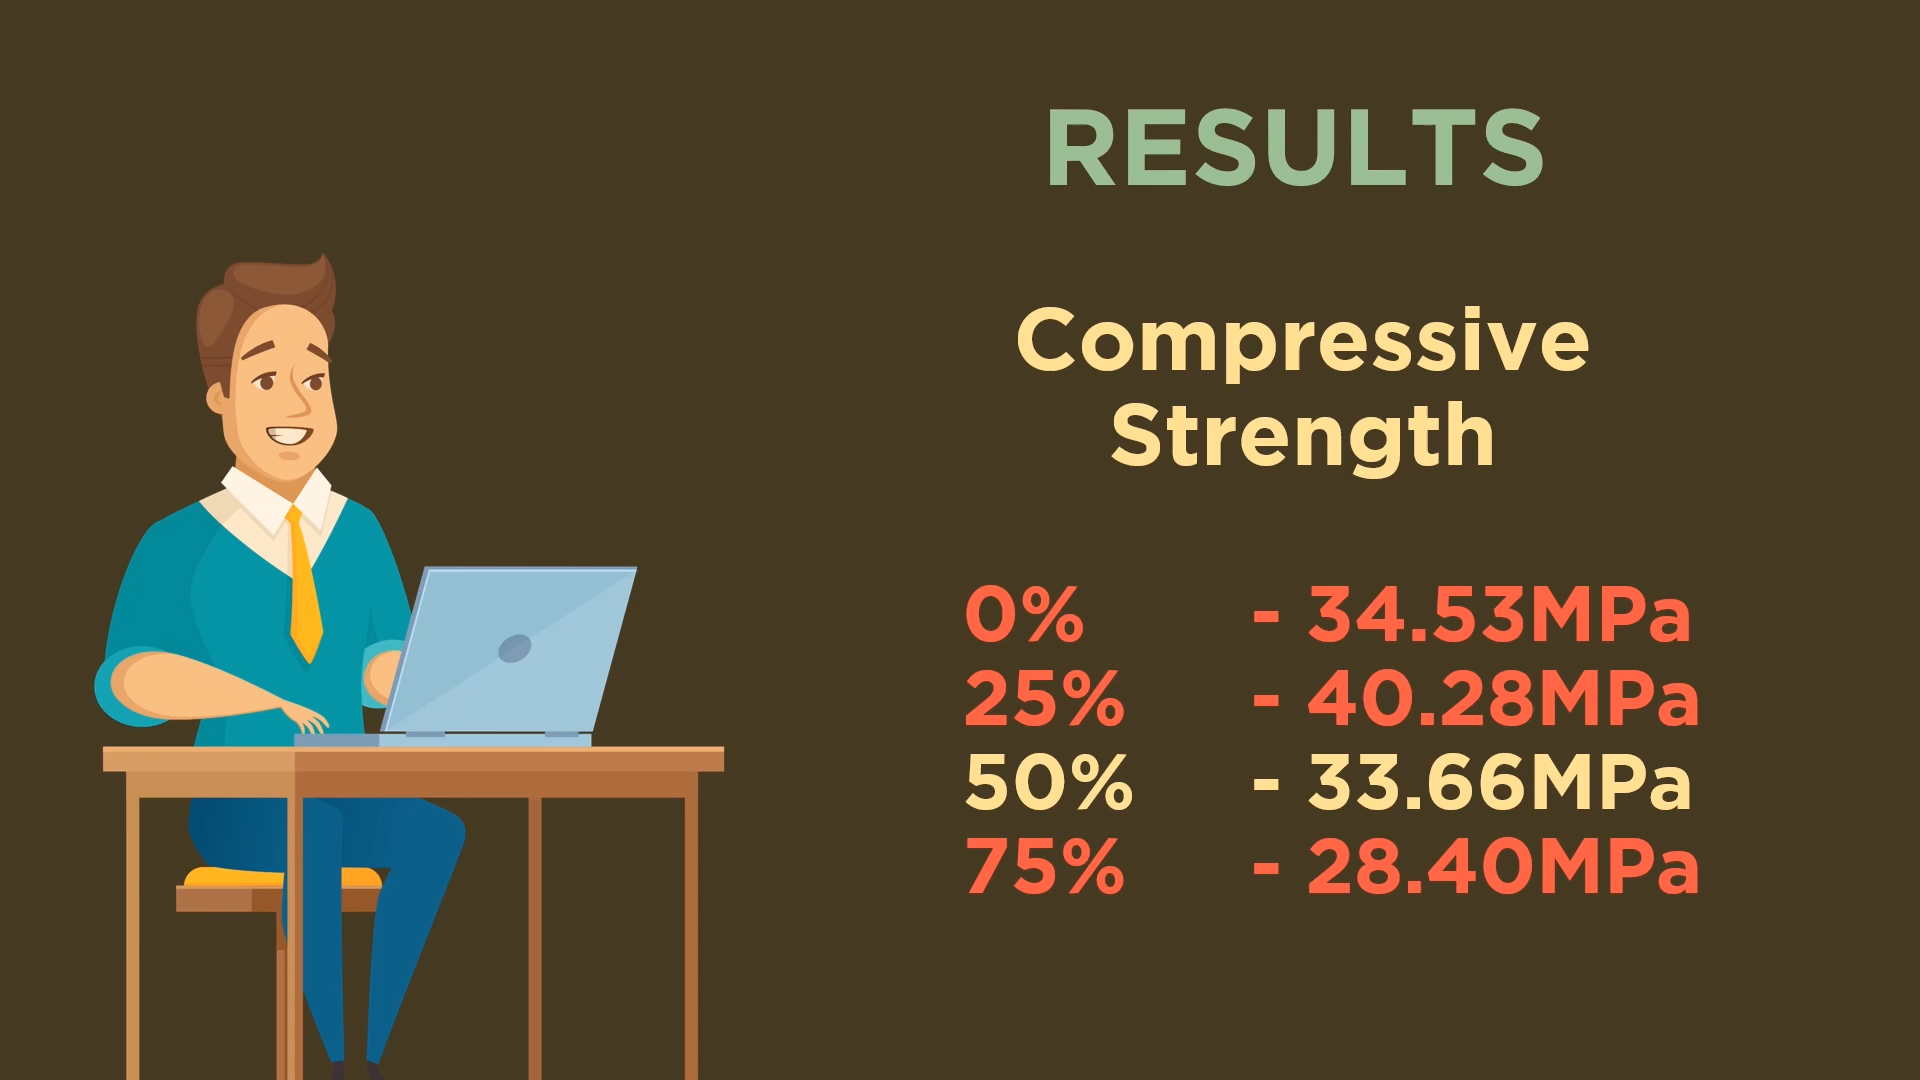 RESULTS
Compressive
Strength
0% - 34.53MPa
25% - 40.28MPa
50% - 33.66MPa
75% - 28.40MPa